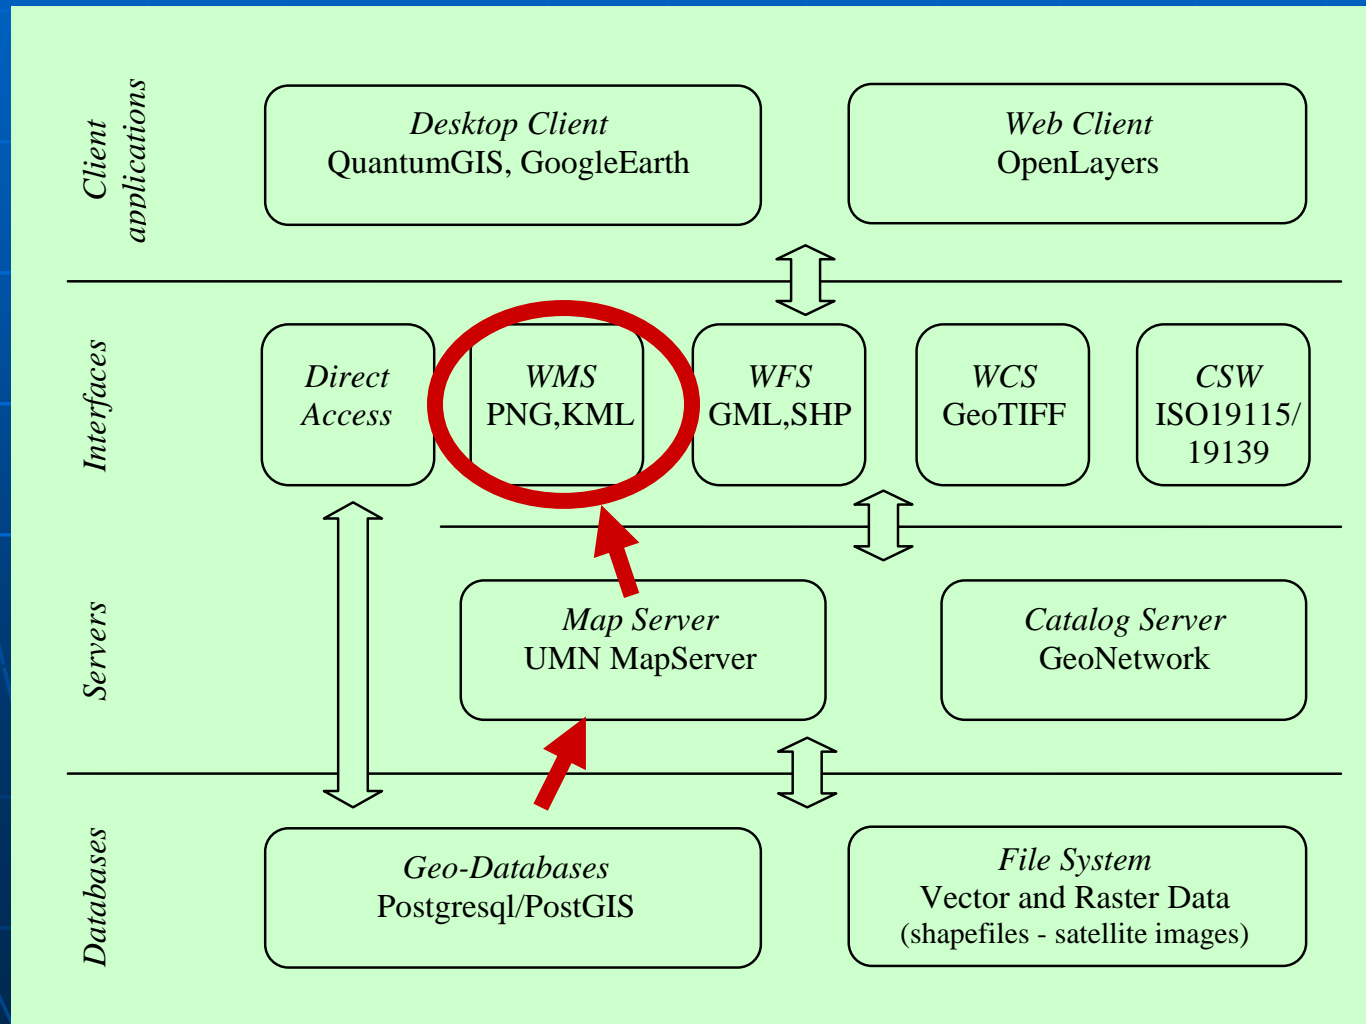 Client
applications
Desktop Client
QuantumGIS, GoogleEarth
Web Client
OpenLayers
Interfaces
Direct
Access
WMS
PNG,KML
WFS
GML,SHP
WCS
GeoTIFF
CSW
ISO19115/
19139
Servers
Map Server
UMN MapServer
Catalog Server
GeoNetwork
Databases
Geo-Databases
Postgresql/PostGIS
File System
Vector and Raster Data
(shapefiles - satellite images)